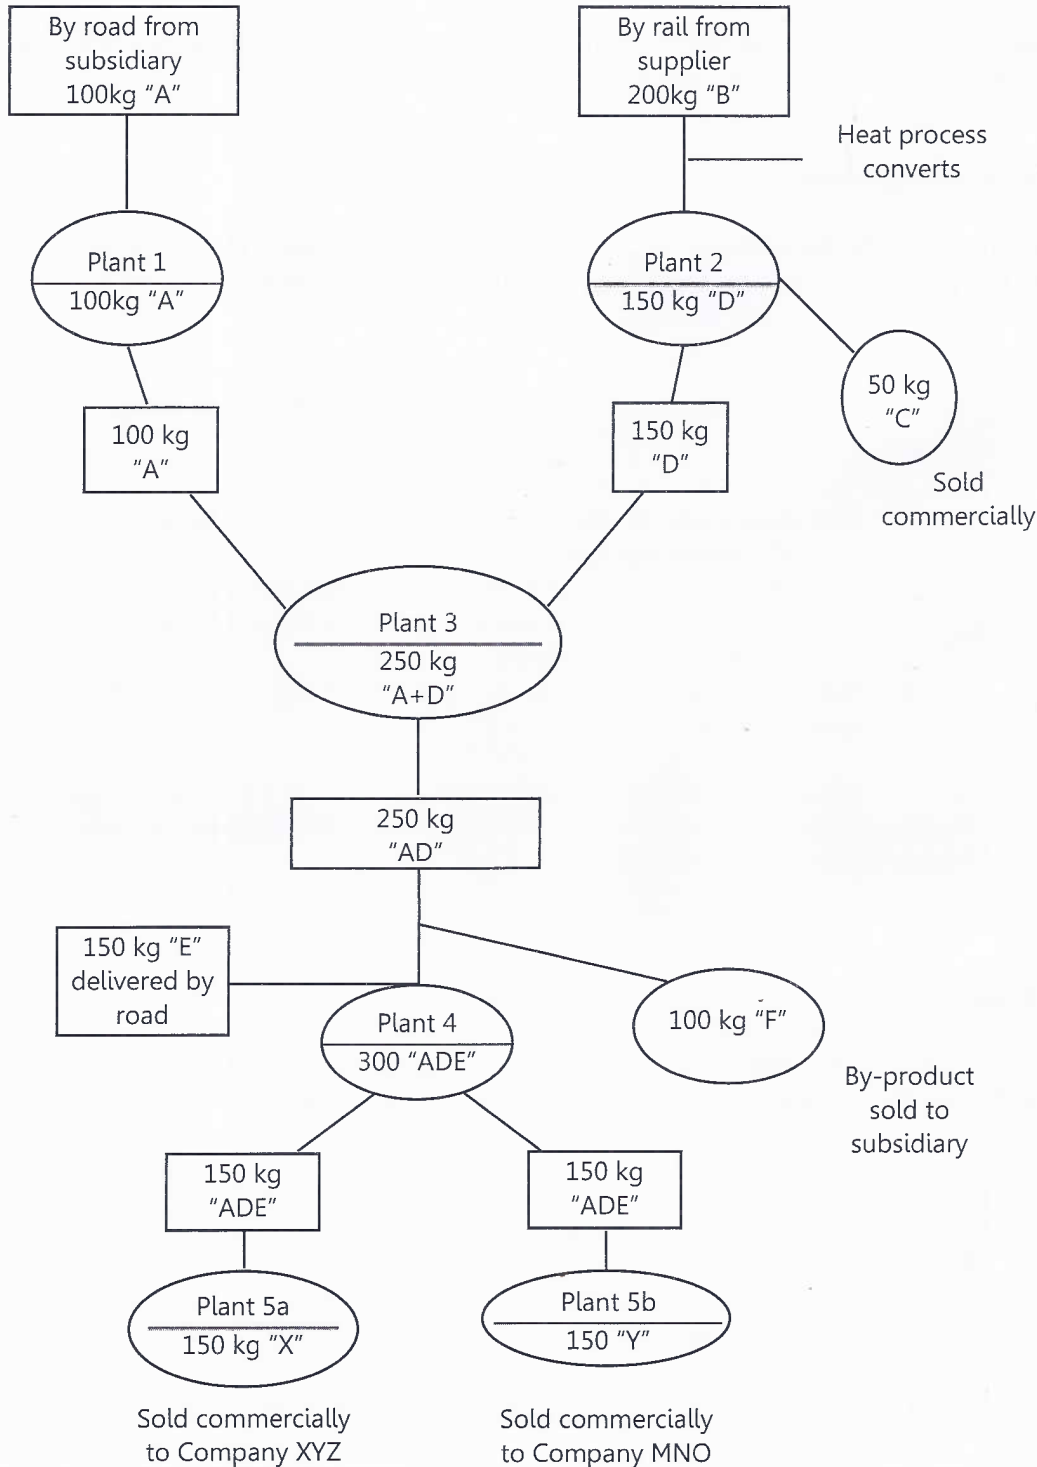 By road from
subsidiary
100kg “A”
By rail from
supplier
200kg “B”
Heat process
converts
Plant 1
100kg “A”
Plant 2
150 kg “D”
50 kg
“C”
Sold
commercially
100 kg
“A”
150 kg
“D”
Plant 3
250 kg
“A+D”
250 kg
“AD”
150 kg “E”
delivered by
road
Plant 4
300 “ADE”
100 kg “F”
By-product
sold to
subsidiary
150 kg
“ADE”
150 kg
“ADE”
Plant 5a
150 kg “X”
Plant 5b
150 “Y”
Sold commercially
to Company XYZ
Sold commercially
to Company MNO